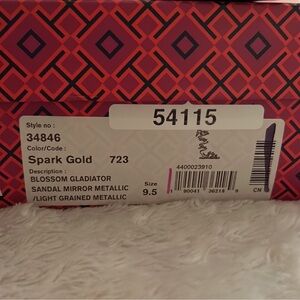 54115
Style no :
34846
Color/Code :
Spark Gold 723
Description :
BLOSSOM GLADIATOR
SANDAL MIRROR METALLIC
/LIGHT GRAINED METALLIC
Size
9.5
4400023910
CN